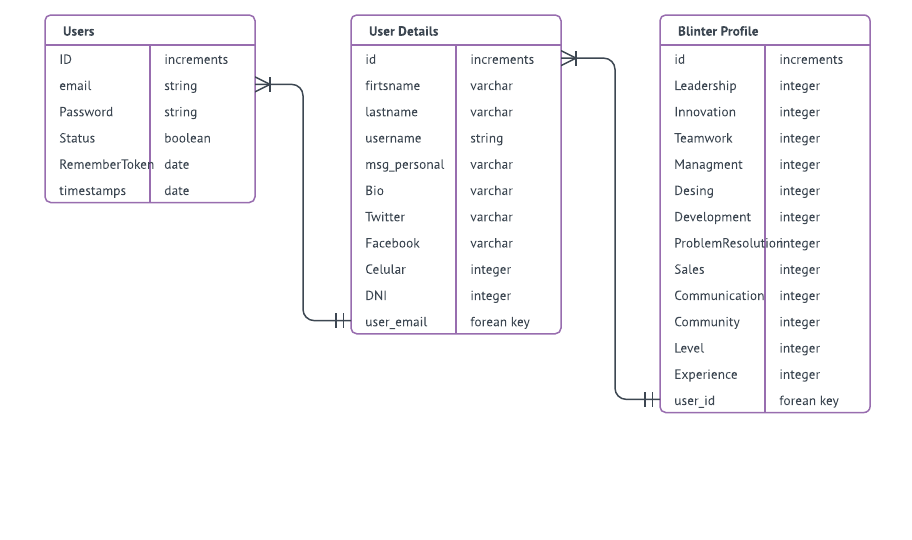 Users
ID increments
email string
Password string
Status boolean
RememberToken date
timestamps date
User Details
id increments
firtsname varchar
lastname varchar
username string
msg_personal varchar
Bio varchar
Twitter varchar
Facebook varchar
Celular integer
DNI integer
user_email forean key
Blinter Profile
id increments
Leadership integer
Innovation integer
Teamwork integer
Managment integer
Desing integer
Development integer
ProblemResolution integer
Sales integer
Communication integer
Community integer
Level integer
Experience integer
user_id forean key